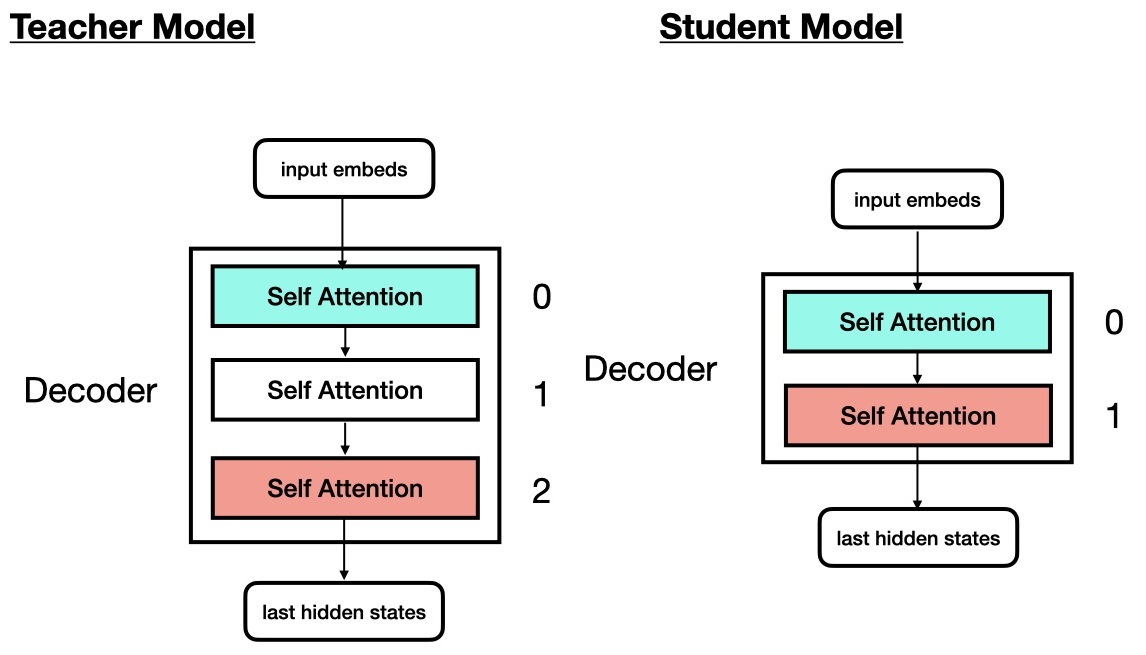 Teacher Model
input embeds
Decoder
Self Attention 0
Self Attention 1
Self Attention 2
last hidden states
Student Model
input embeds
Decoder
Self Attention 0
Self Attention 1
last hidden states